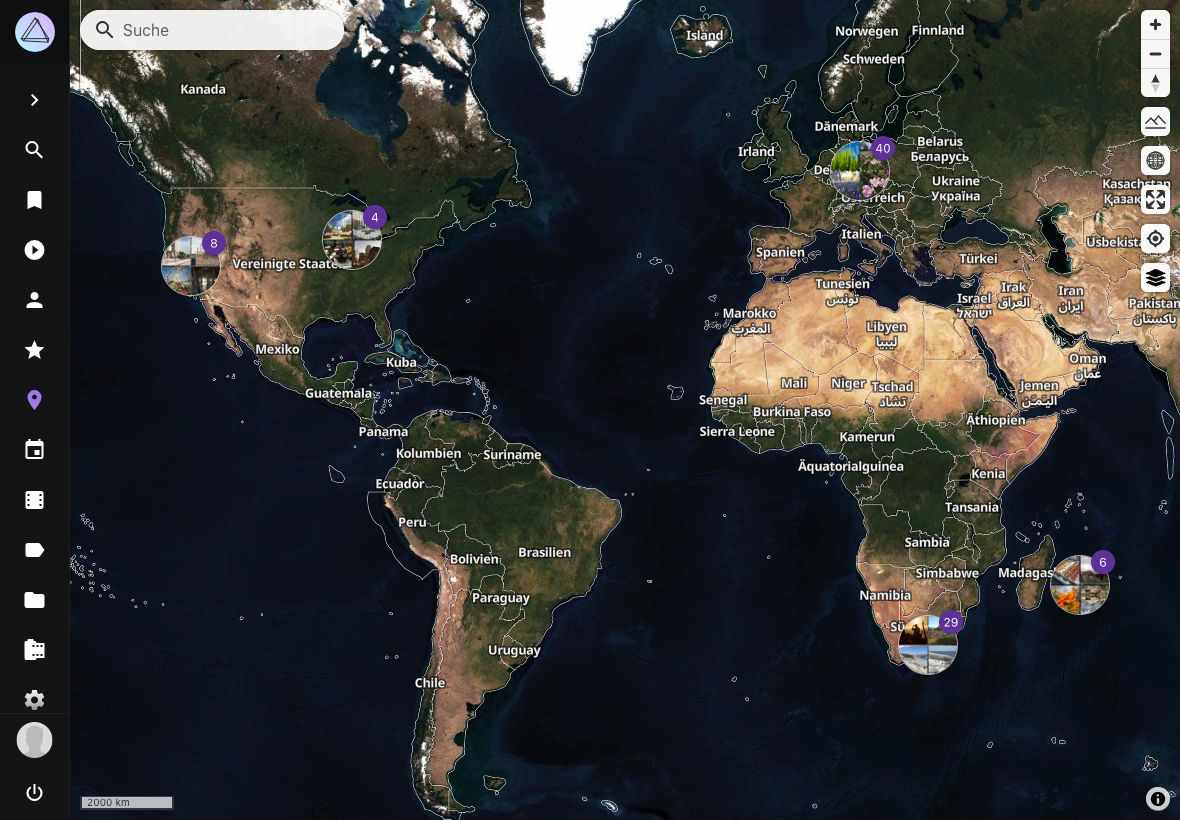 Suche
Island
Norwegen
Finnland
Schweden
Kanada
Dänemark
Belarus
Беларусь
Irland
40
Ukraine
Україна
Kasachstan
Österreich
4
8
Italien
Vereinigte Staate
Spanien
Türkei
Usbekista
Tunesien
تونس
Israel
ישראל
Irak
العراق
Iran
ایران
Pakistan
پاکستان
Marokko
المغرب
Libyen
ليبيا
Mexiko
Kuba
Oman
عمان
Guatemala
Mali
Niger
Tschad
تشاد
Jemen
اليمن
Senegal
Burkina Faso
Äthiopien
Panama
Sierra Leone
Kamerun
Kolumbien
Suriname
Äquatorialguinea
Kenia
Ecuador
Tansania
Peru
Sambia
Bolivien
Brasilien
Simbabwe
Madagas
6
Paraguay
Namibia
Sü
29
Uruguay
Chile
2000 km